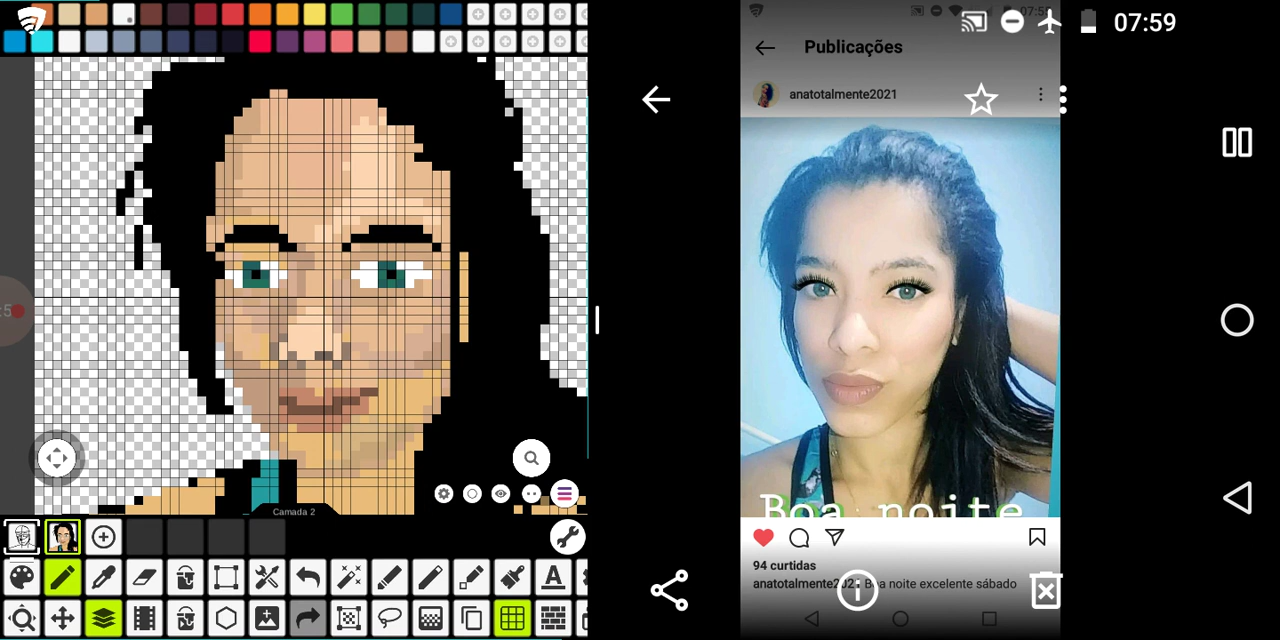 07:59
Publicações
anatotalmente2021
Boa noite
94 curtidas
anatotalmente2021 Boa noite excelente sábado
Camada 2